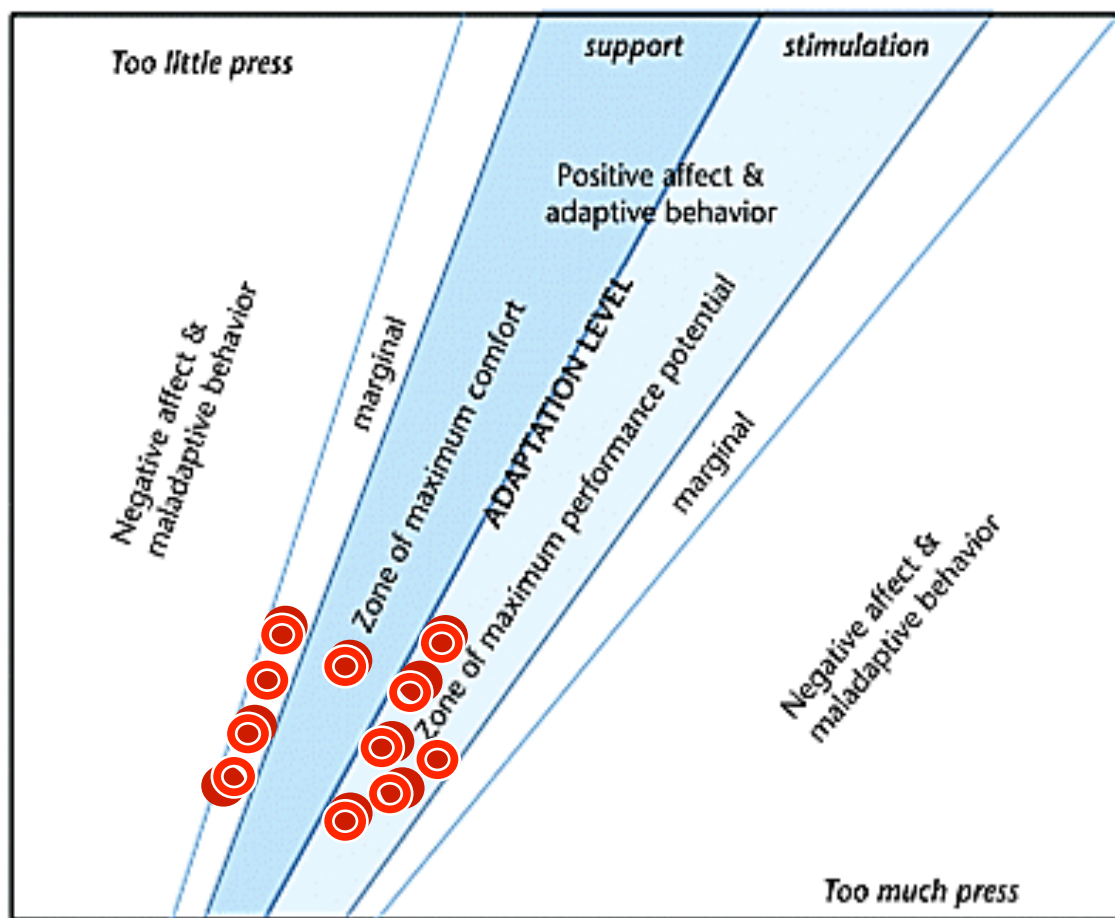 Too little press
support
stimulation
Positive affect &
adaptive behavior
Negative affect &
maladaptive behavior
marginal
Zone of maximum comfort
ADAPTATION LEVEL
Zone of maximum performance potential
marginal
Negative affect &
maladaptive behavior
Too much press